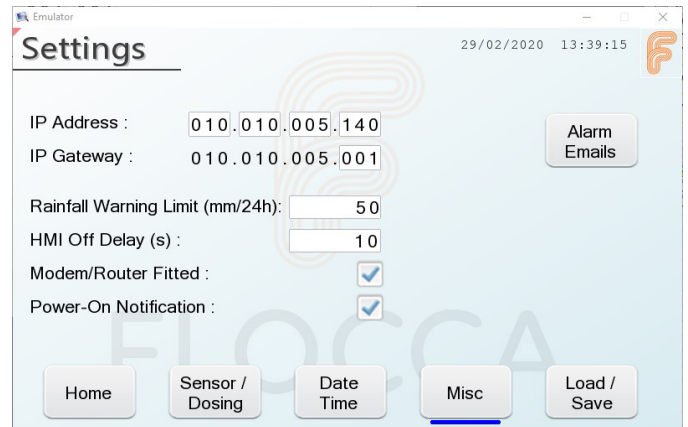 Emulator
Settings
29/02/2020 13:39:15
IP Address : 010.010.005.140
Alarm
Emails
IP Gateway : 010.010.005.001
Rainfall Warning Limit (mm/24h): 50
HMI Off Delay (s) : 10
Modem/Router Fitted :
Power-On Notification :
FLOCCA
Home
Sensor /
Dosing
Date
Time
Misc
Load /
Save